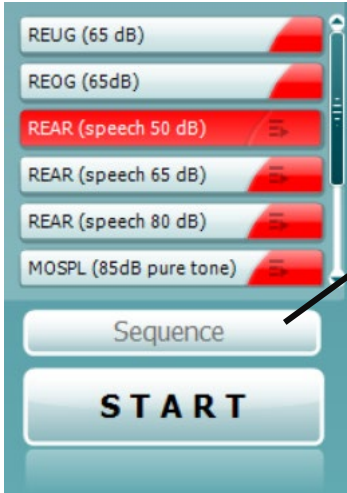 REUG (65 dB)
REOG (65dB)
REAR (speech 50 dB)
REAR (speech 65 dB)
REAR (speech 80 dB)
MOSPL (85dB pure tone)
Sequence
START